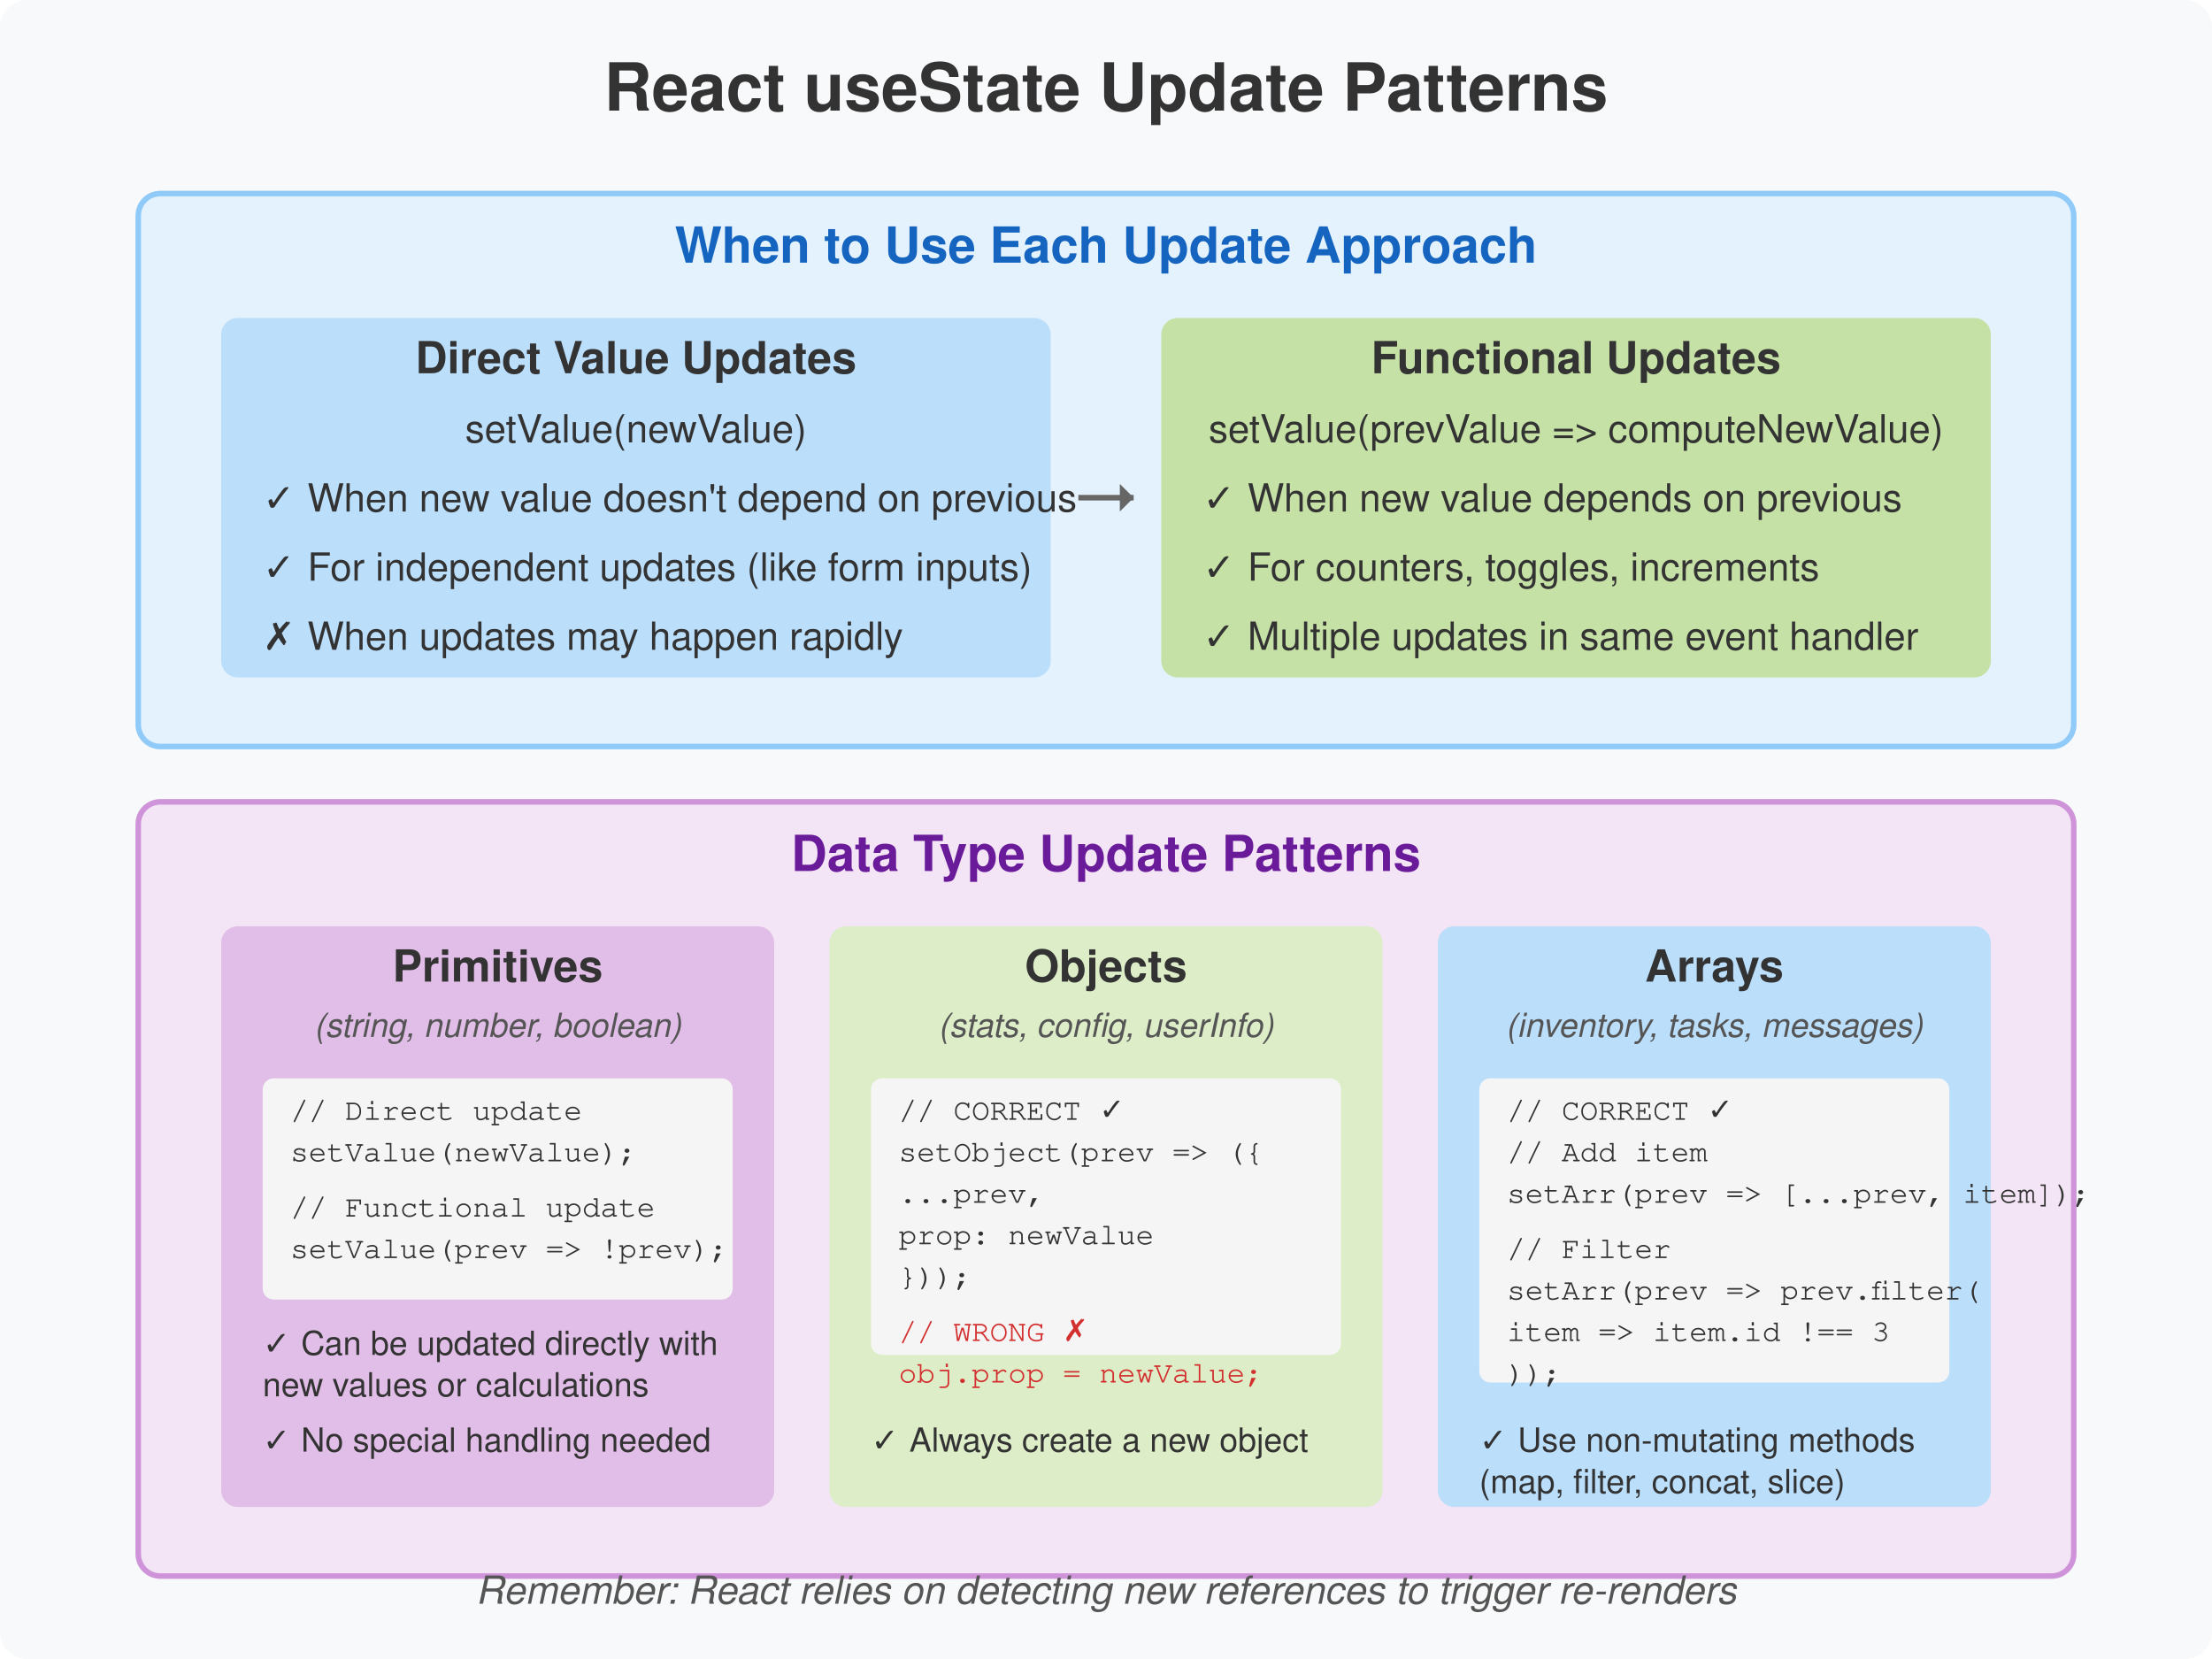 React useState Update Patterns
When to Use Each Update Approach
Direct Value Updates
setValue(newValue)
✓ When new value doesn't depend on previous
✓ For independent updates (like form inputs)
✗ When updates may happen rapidly
Functional Updates
setValue(prevValue => computeNewValue)
✓ When new value depends on previous
✓ For counters, toggles, increments
✓ Multiple updates in same event handler
Data Type Update Patterns
Primitives
(string, number, boolean)
// Direct update
setValue(newValue);
// Functional update
setValue(prev => !prev);
✓ Can be updated directly with
new values or calculations
✓ No special handling needed
Objects
(stats, config, userInfo)
// CORRECT ✓
setObject(prev => ({
...prev,
prop: newValue
}));
// WRONG ✗
obj.prop = newValue;
✓ Always create a new object
Arrays
(inventory, tasks, messages)
// CORRECT ✓
// Add item
setArr(prev => [...prev, item]);
// Filter
setArr(prev => prev.filter(
item => item.id !== 3
));
✓ Use non-mutating methods
(map, filter, concat, slice)
Remember: React relies on detecting new references to trigger re-renders